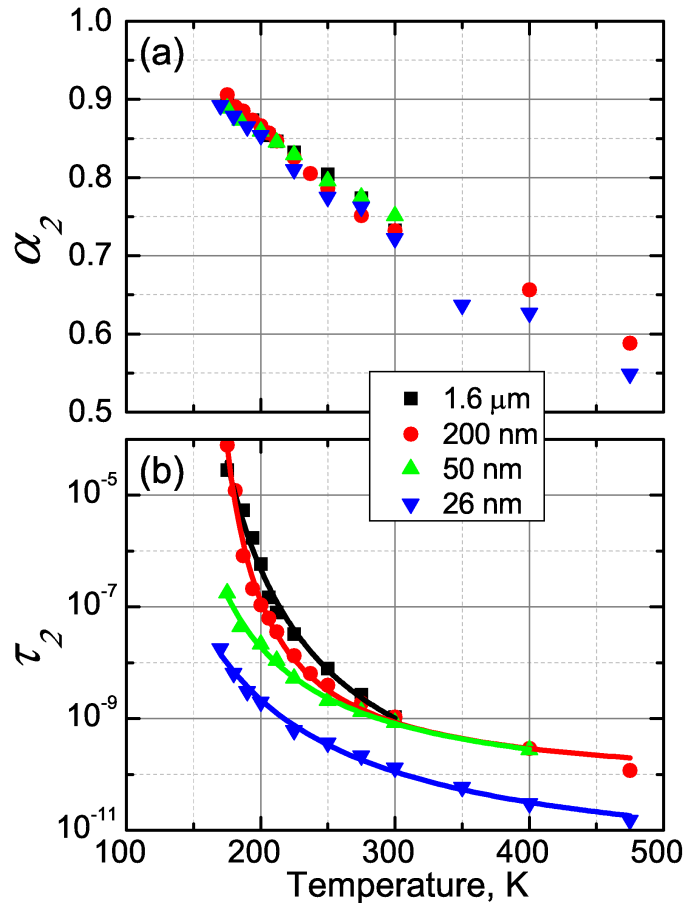 1.0
(a)
0.9
0.8
α₂
0.7
0.6
0.5
1.6 μm
200 nm
50 nm
26 nm
(b)
10⁻⁵
10⁻⁷
τ₂
10⁻⁹
10⁻¹¹
100 200 300 400 500
Temperature, K